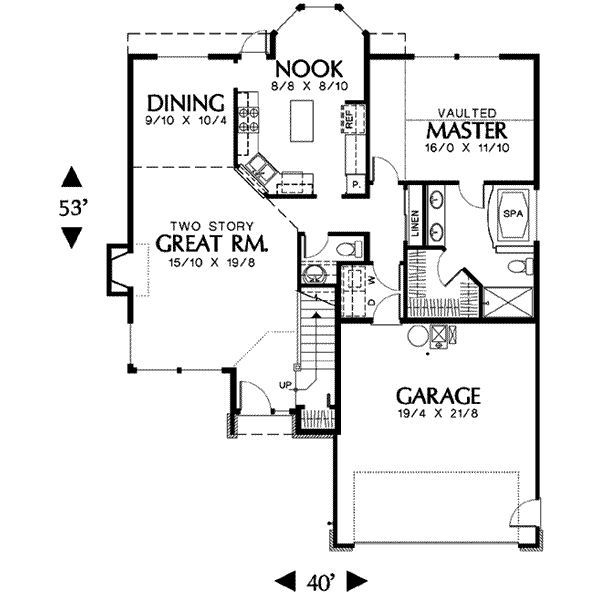 NOOK
8/8 X 8/10
DINING
9/10 X 10/4
REF.
P.
VAULTED
MASTER
16/0 X 11/10
LINEN
SPA
53'
TWO STORY
GREAT RM.
15/10 X 19/8
W
D
UP
GARAGE
19/4 X 21/8
40'